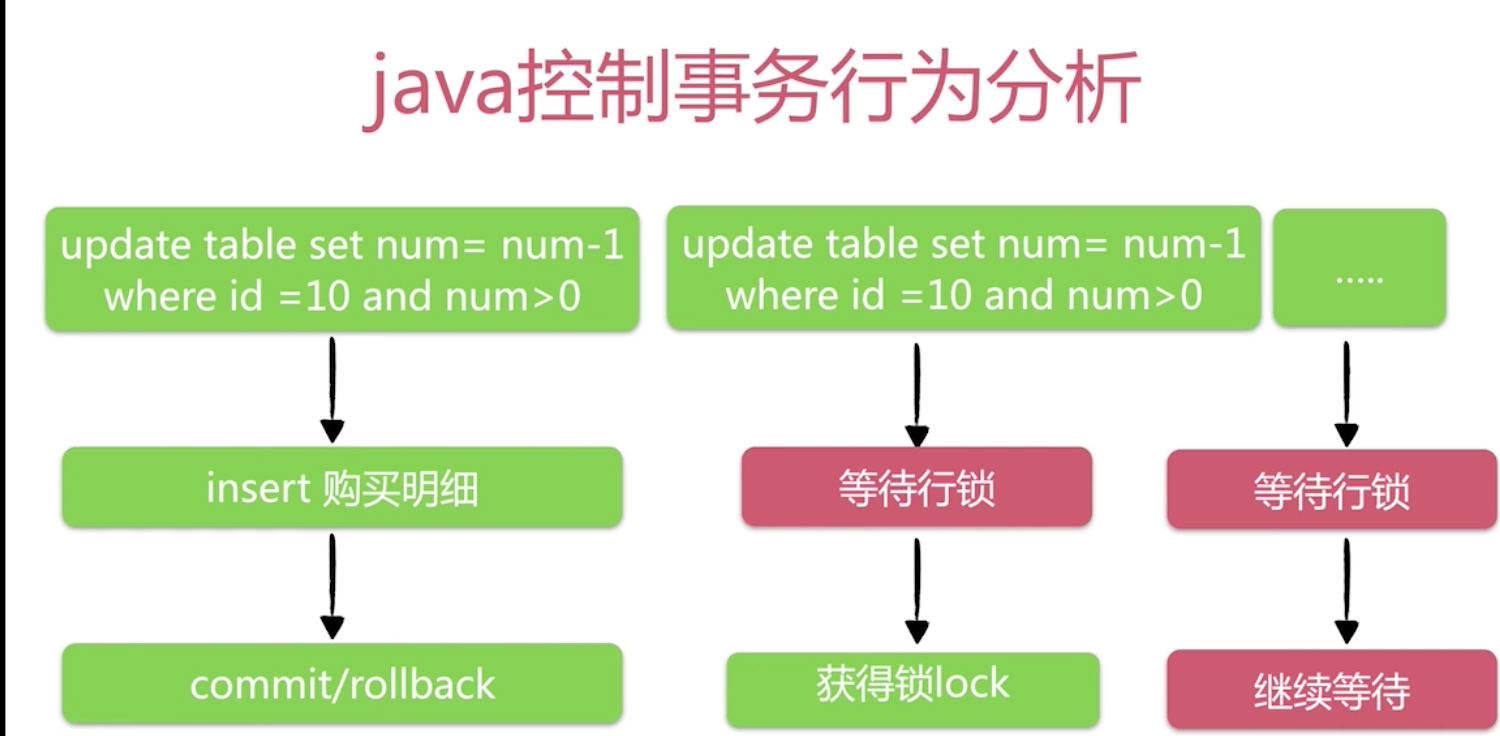 java控制事务行为分析
update table set num= num-1
where id =10 and num>0
update table set num= num-1
where id =10 and num>0
.....
insert 购买明细
等待行锁
等待行锁
commit/rollback
获得锁lock
继续等待